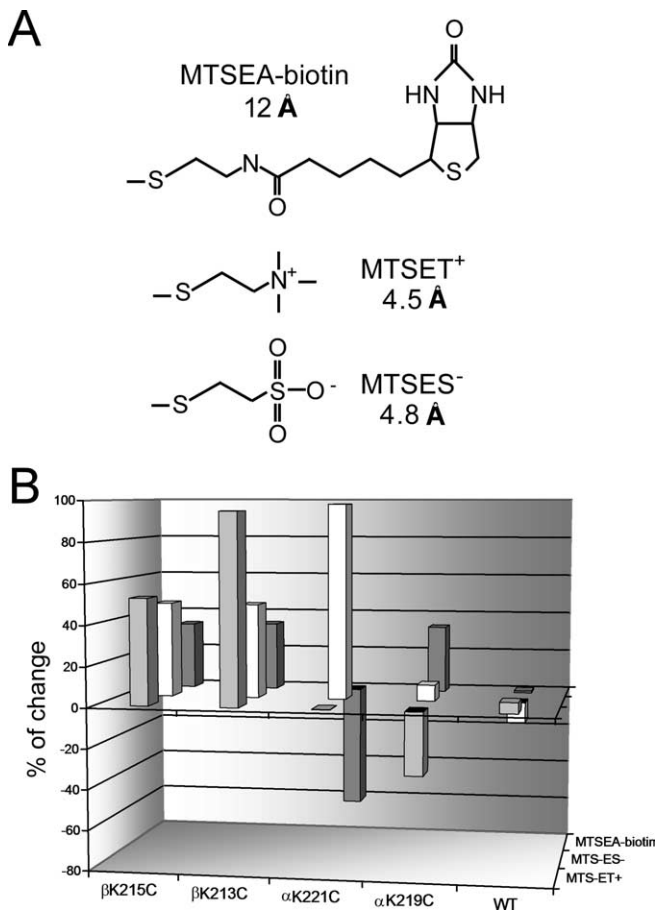 A
MTSEA-biotin
12 Å
O
HN
NH
S
N
O
S
MTSET+
4.5 Å
N+
S
MTSES-
4.8 Å
O
S
O -
S
O
B
% of change
100
80
60
40
20
0
-20
-40
-60
-80
MTSEA-biotin
MTS-ES-
MTS-ET+
βK215C
βK213C
αK221C
αK219C
WT